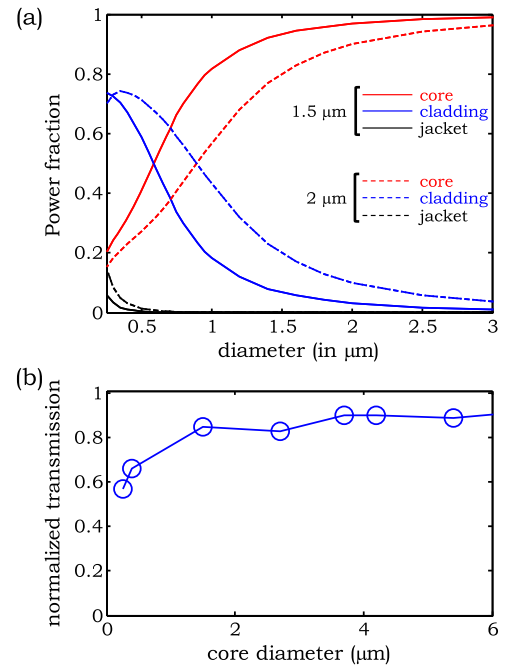 (a)
1
0.8
0.6
0.4
0.2
0
Power fraction
1.5 μm
core
cladding
jacket
2 μm
core
cladding
jacket
0.5 1 1.5 2 2.5 3
diameter (in μm)
(b)
1
0.8
0.6
0.4
0.2
0
normalized transmission
0 2 4 6
core diameter (μm)